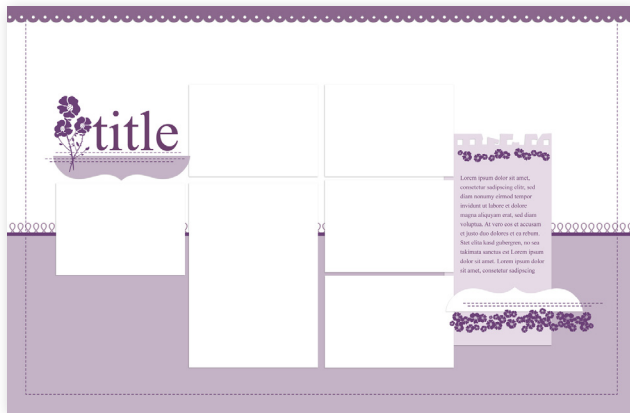 title
Lorem ipsum dolor sit amet,
consetetur sadipscing elitr, sed
diam nonumy eirmod tempor
invidunt ut labore et dolore
magna aliquyam erat, sed diam
voluptua. At vero eos et accusam
et justo duo dolores et ea rebum.
Stet clita kasd gubergren, no sea
takimata sanctus est Lorem ipsum
dolor sit amet. Lorem ipsum dolor
sit amet, consetetur sadipscing